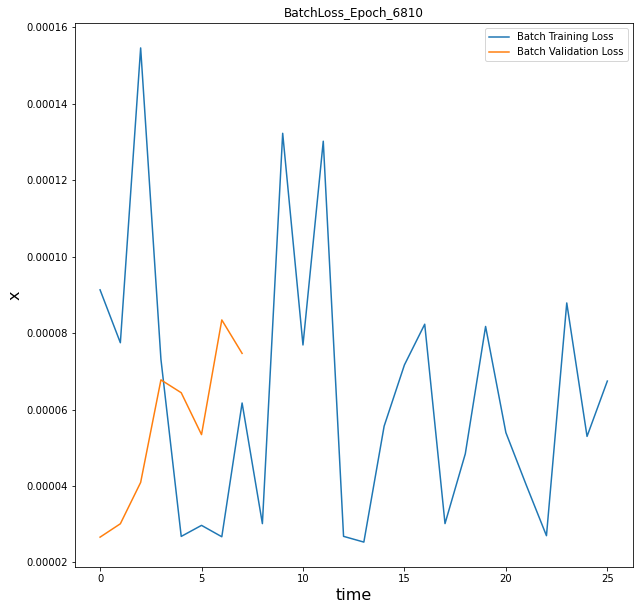 BatchLoss_Epoch_6810
0.00016
Batch Training Loss
Batch Validation Loss
0.00014
0.00012
0.00010
x
0.00008
0.00006
0.00004
0.00002
0 5 10 15 20 25
time